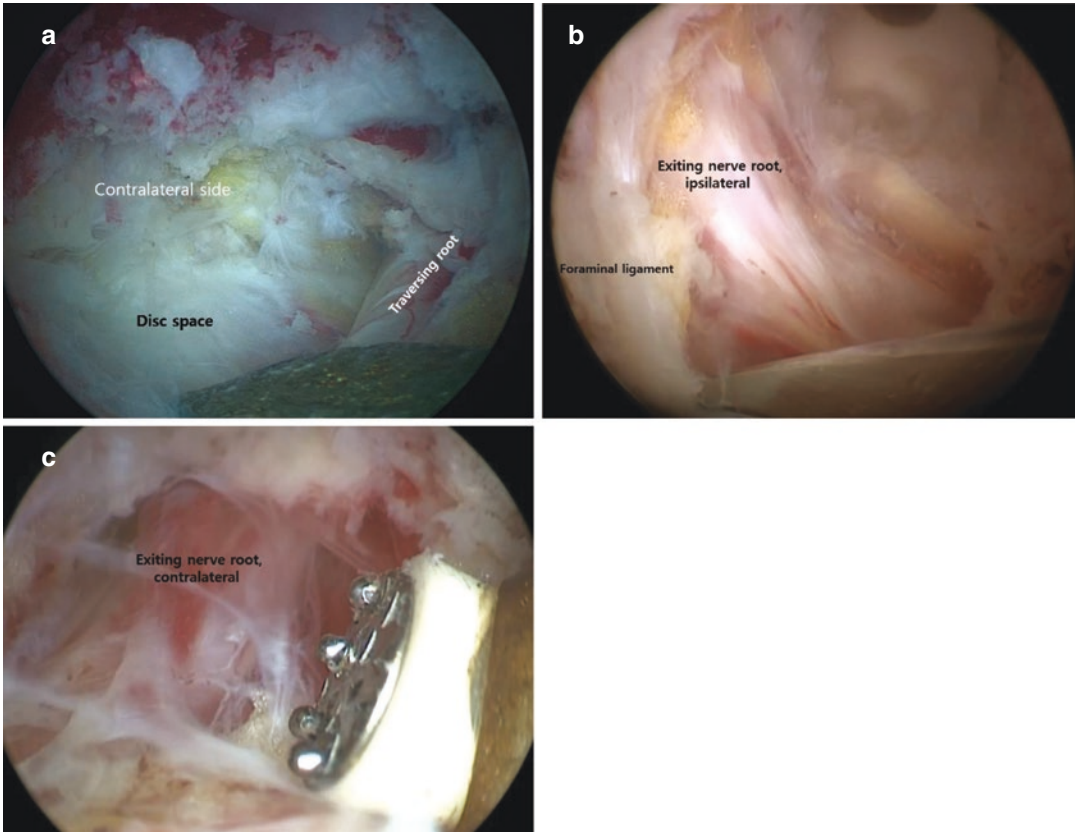 a
Contralateral side
Traversing root
Disc space
b
Exiting nerve root,
ipsilateral
Foraminal ligament
c
Exiting nerve root,
contralateral